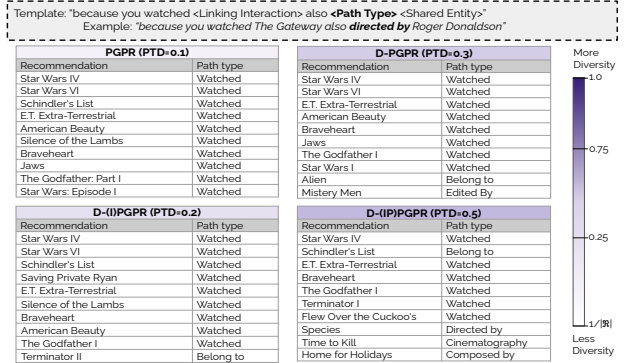 Template: "because you watched <Linking Interaction> also <Path Type> <Shared Entity>"
Example: "because you watched The Gateway also directed by Roger Donaldson"
PGPR (PTD=0.1)
Recommendation Path type
Star Wars IV Watched
Star Wars VI Watched
Schindler's List Watched
E.T. Extra-Terrestrial Watched
American Beauty Watched
Silence of the Lambs Watched
Braveheart Watched
Jaws Watched
The Godfather: Part I Watched
Star Wars: Episode I Watched
D-PGPR (PTD=0.3)
Recommendation Path type
Star Wars IV Watched
Star Wars VI Watched
E.T. Extra-Terrestrial Watched
American Beauty Watched
Braveheart Watched
Jaws Watched
The Godfather I Watched
Star Wars I Watched
Alien Belong to
Mistery Men Edited By
D-(I)PGPR (PTD=0.2)
Recommendation Path type
Star Wars IV Watched
Star Wars VI Watched
Schindler's List Watched
Saving Private Ryan Watched
E.T. Extra-Terrestrial Watched
Silence of the Lambs Watched
Braveheart Watched
American Beauty Watched
The Godfather I Watched
Terminator II Belong to
D-(IP)PGPR (PTD=0.5)
Recommendation Path type
Star Wars IV Watched
Schindler's List Belong to
E.T. Extra-Terrestrial Watched
Braveheart Watched
The Godfather I Watched
Terminator I Watched
Flew Over the Cuckoo's Watched
Species Directed by
Time to Kill Cinematography
Home for Holidays Composed by
More
Diversity
1.0
0.75
0.25
1/|ℜ|
Less
Diversity